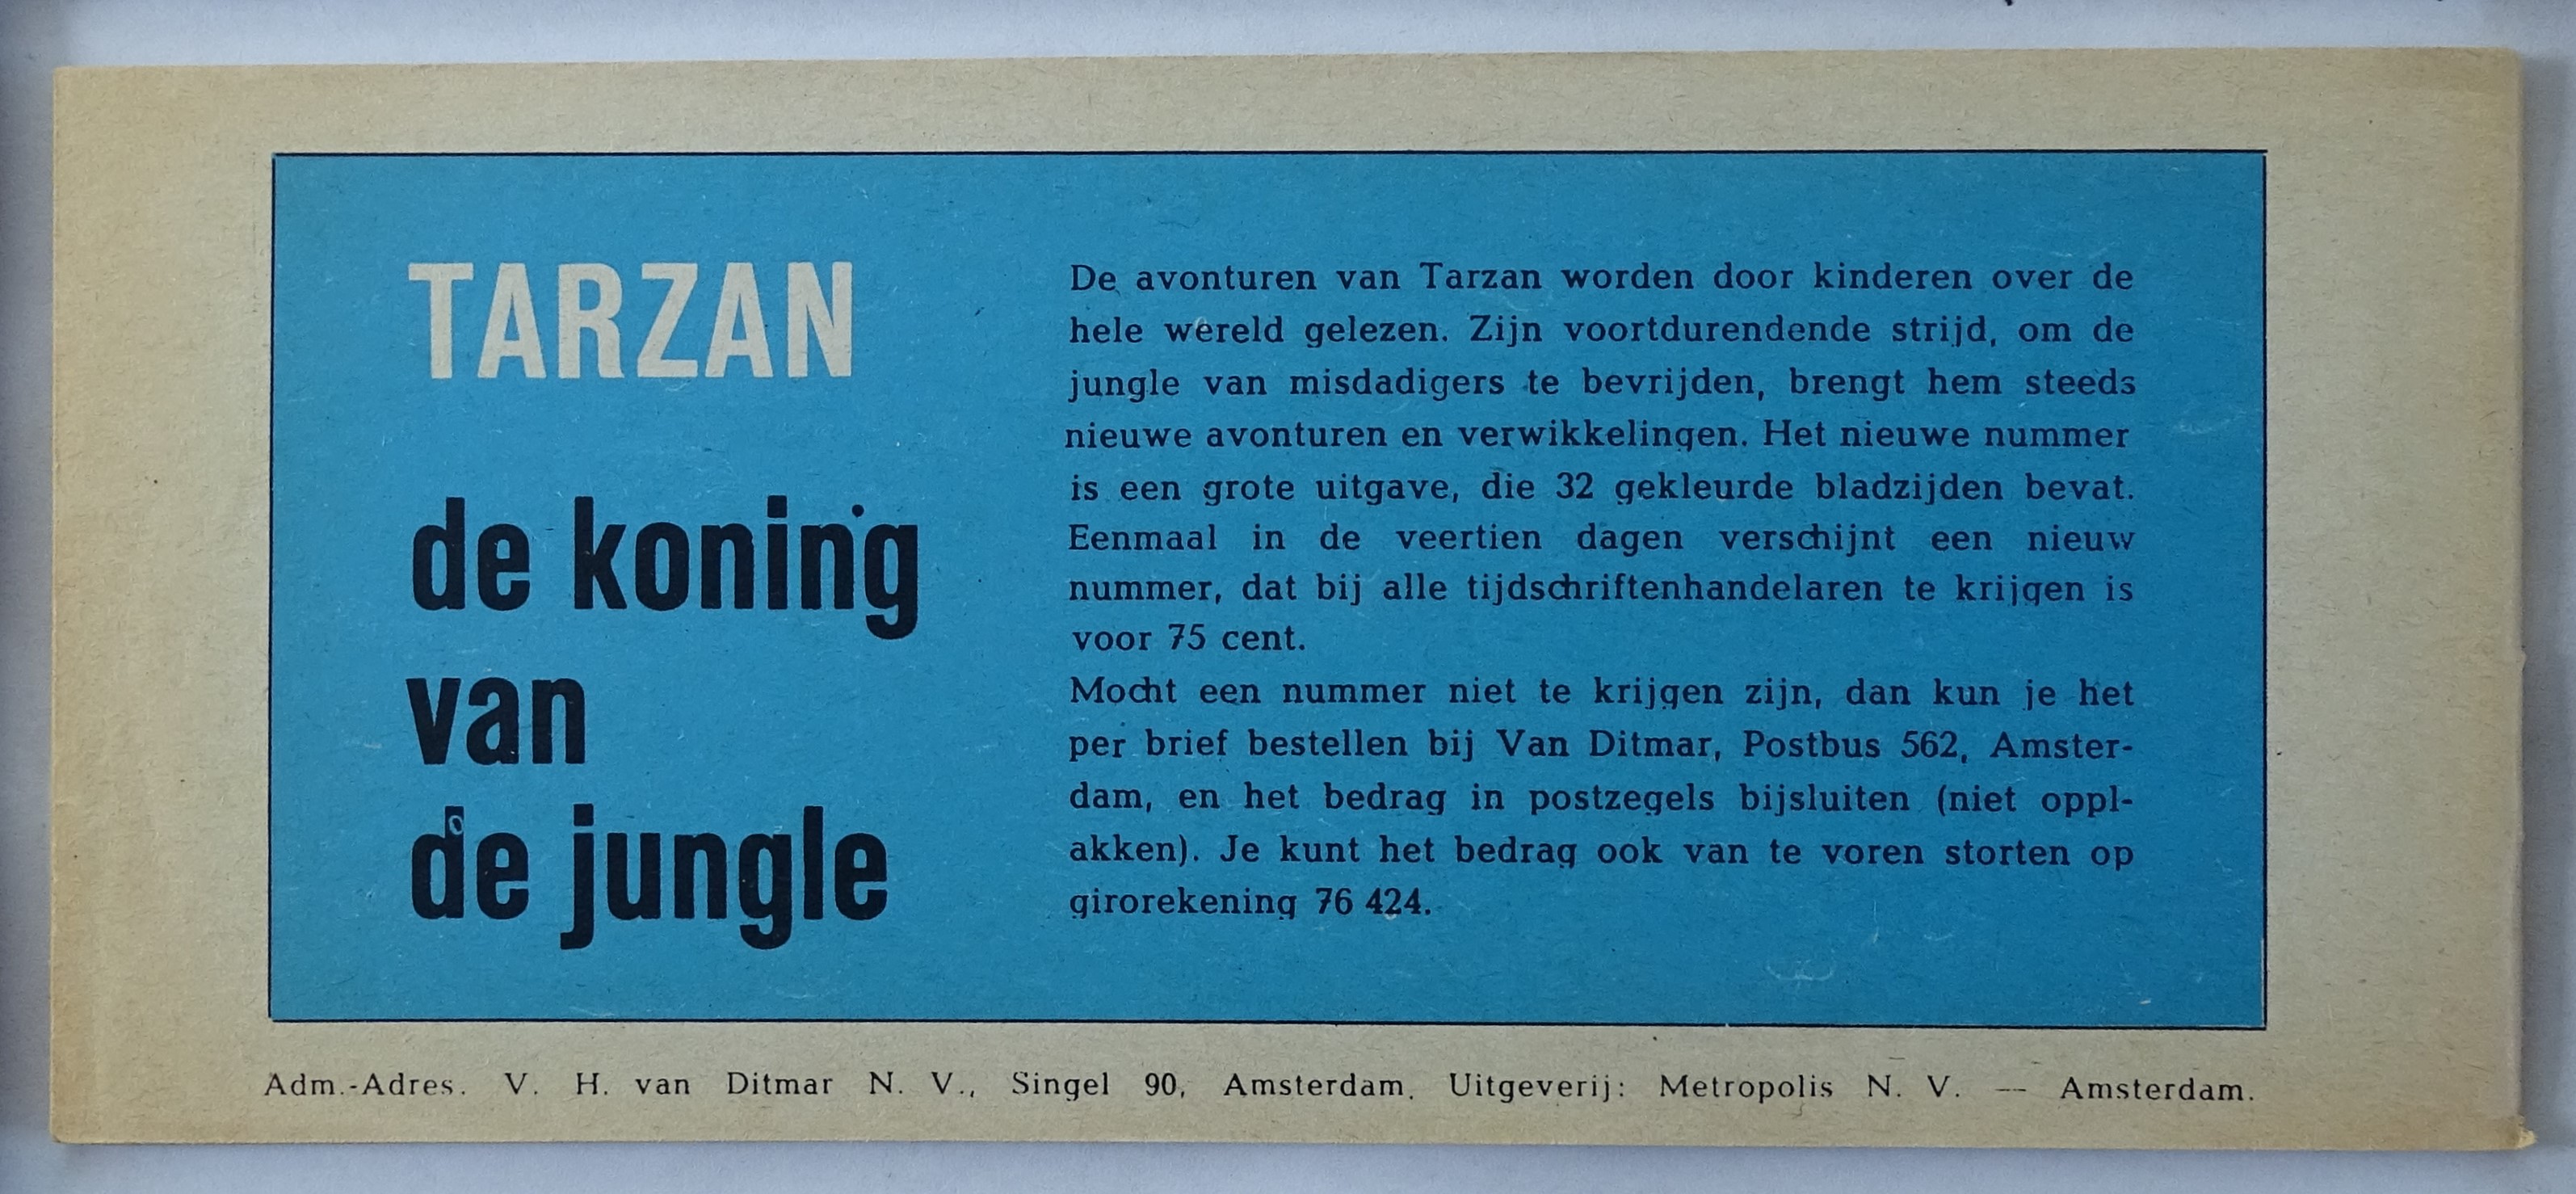 TARZAN
de koning
van
de jungle
De avonturen van Tarzan worden door kinderen over de
hele wereld gelezen. Zijn voortdurendende strijd, om de
jungle van misdadigers te bevrijden, brengt hem steeds
nieuwe avonturen en verwikkelingen. Het nieuwe nummer
is een grote uitgave, die 32 gekleurde bladzijden bevat.
Eenmaal in de veertien dagen verschijnt een nieuw
nummer, dat bij alle tijdschriftenhandelaren te krijgen is
voor 75 cent.
Mocht een nummer niet te krijgen zijn, dan kun je het
per brief bestellen bij Van Ditmar, Postbus 562, Amster-
dam, en het bedrag in postzegels bijsluiten (niet oppl-
akken). Je kunt het bedrag ook van te voren storten op
girorekening 76 424.
Adm.-Adres. V. H. van Ditmar N. V., Singel 90, Amsterdam. Uitgeverij: Metropolis N. V. — Amsterdam.